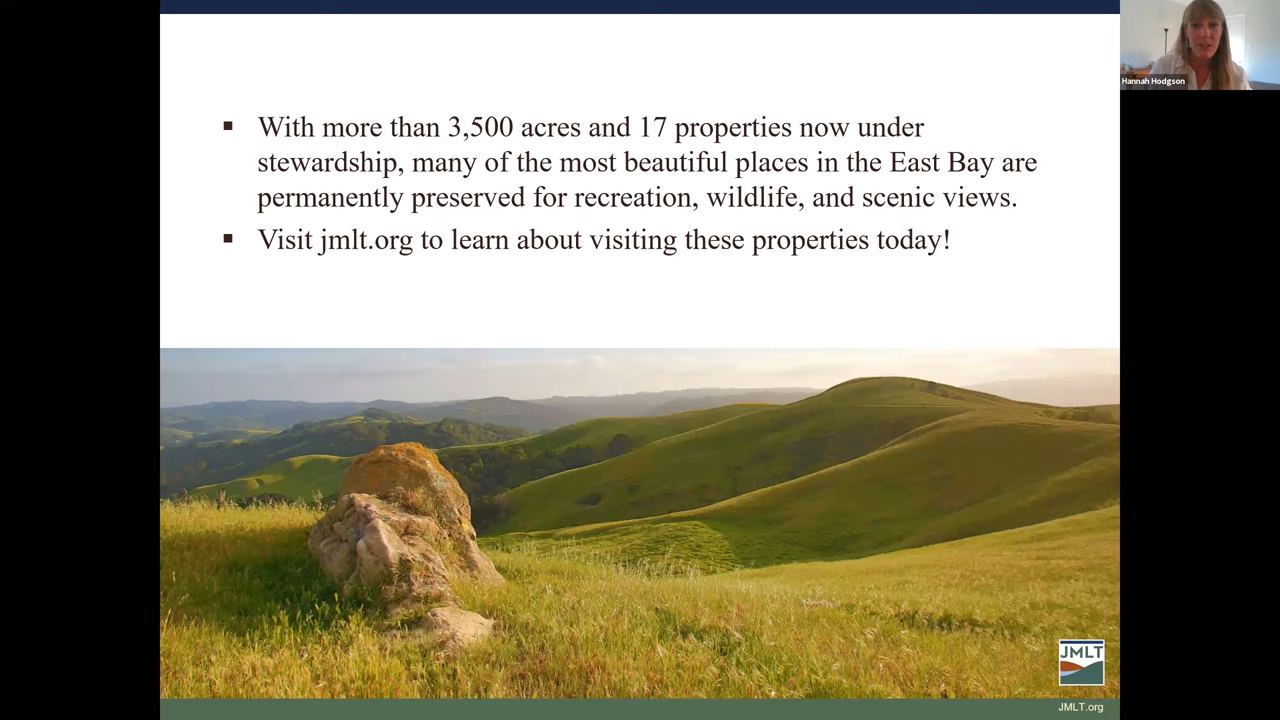 Hannah Hodgson
▪ With more than 3,500 acres and 17 properties now under
stewardship, many of the most beautiful places in the East Bay are
permanently preserved for recreation, wildlife, and scenic views.
▪ Visit jmlt.org to learn about visiting these properties today!
JMLT
JMLT.org